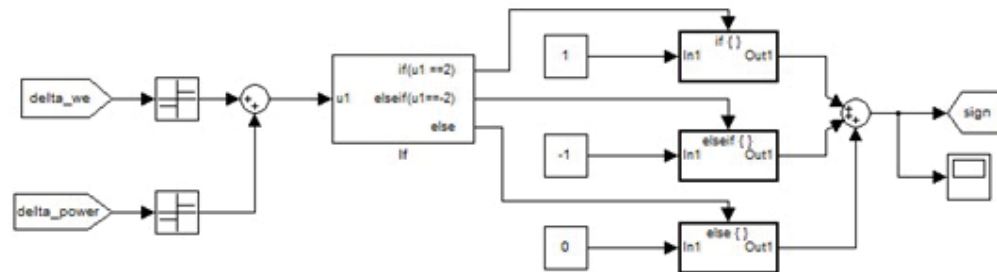 delta_we
delta_power
u1
if(u1 ==2)
elseif(u1==-2)
else
If
1
if { }
In1
Out1
-1
elseif { }
In1
Out1
0
else { }
In1
Out1
sign